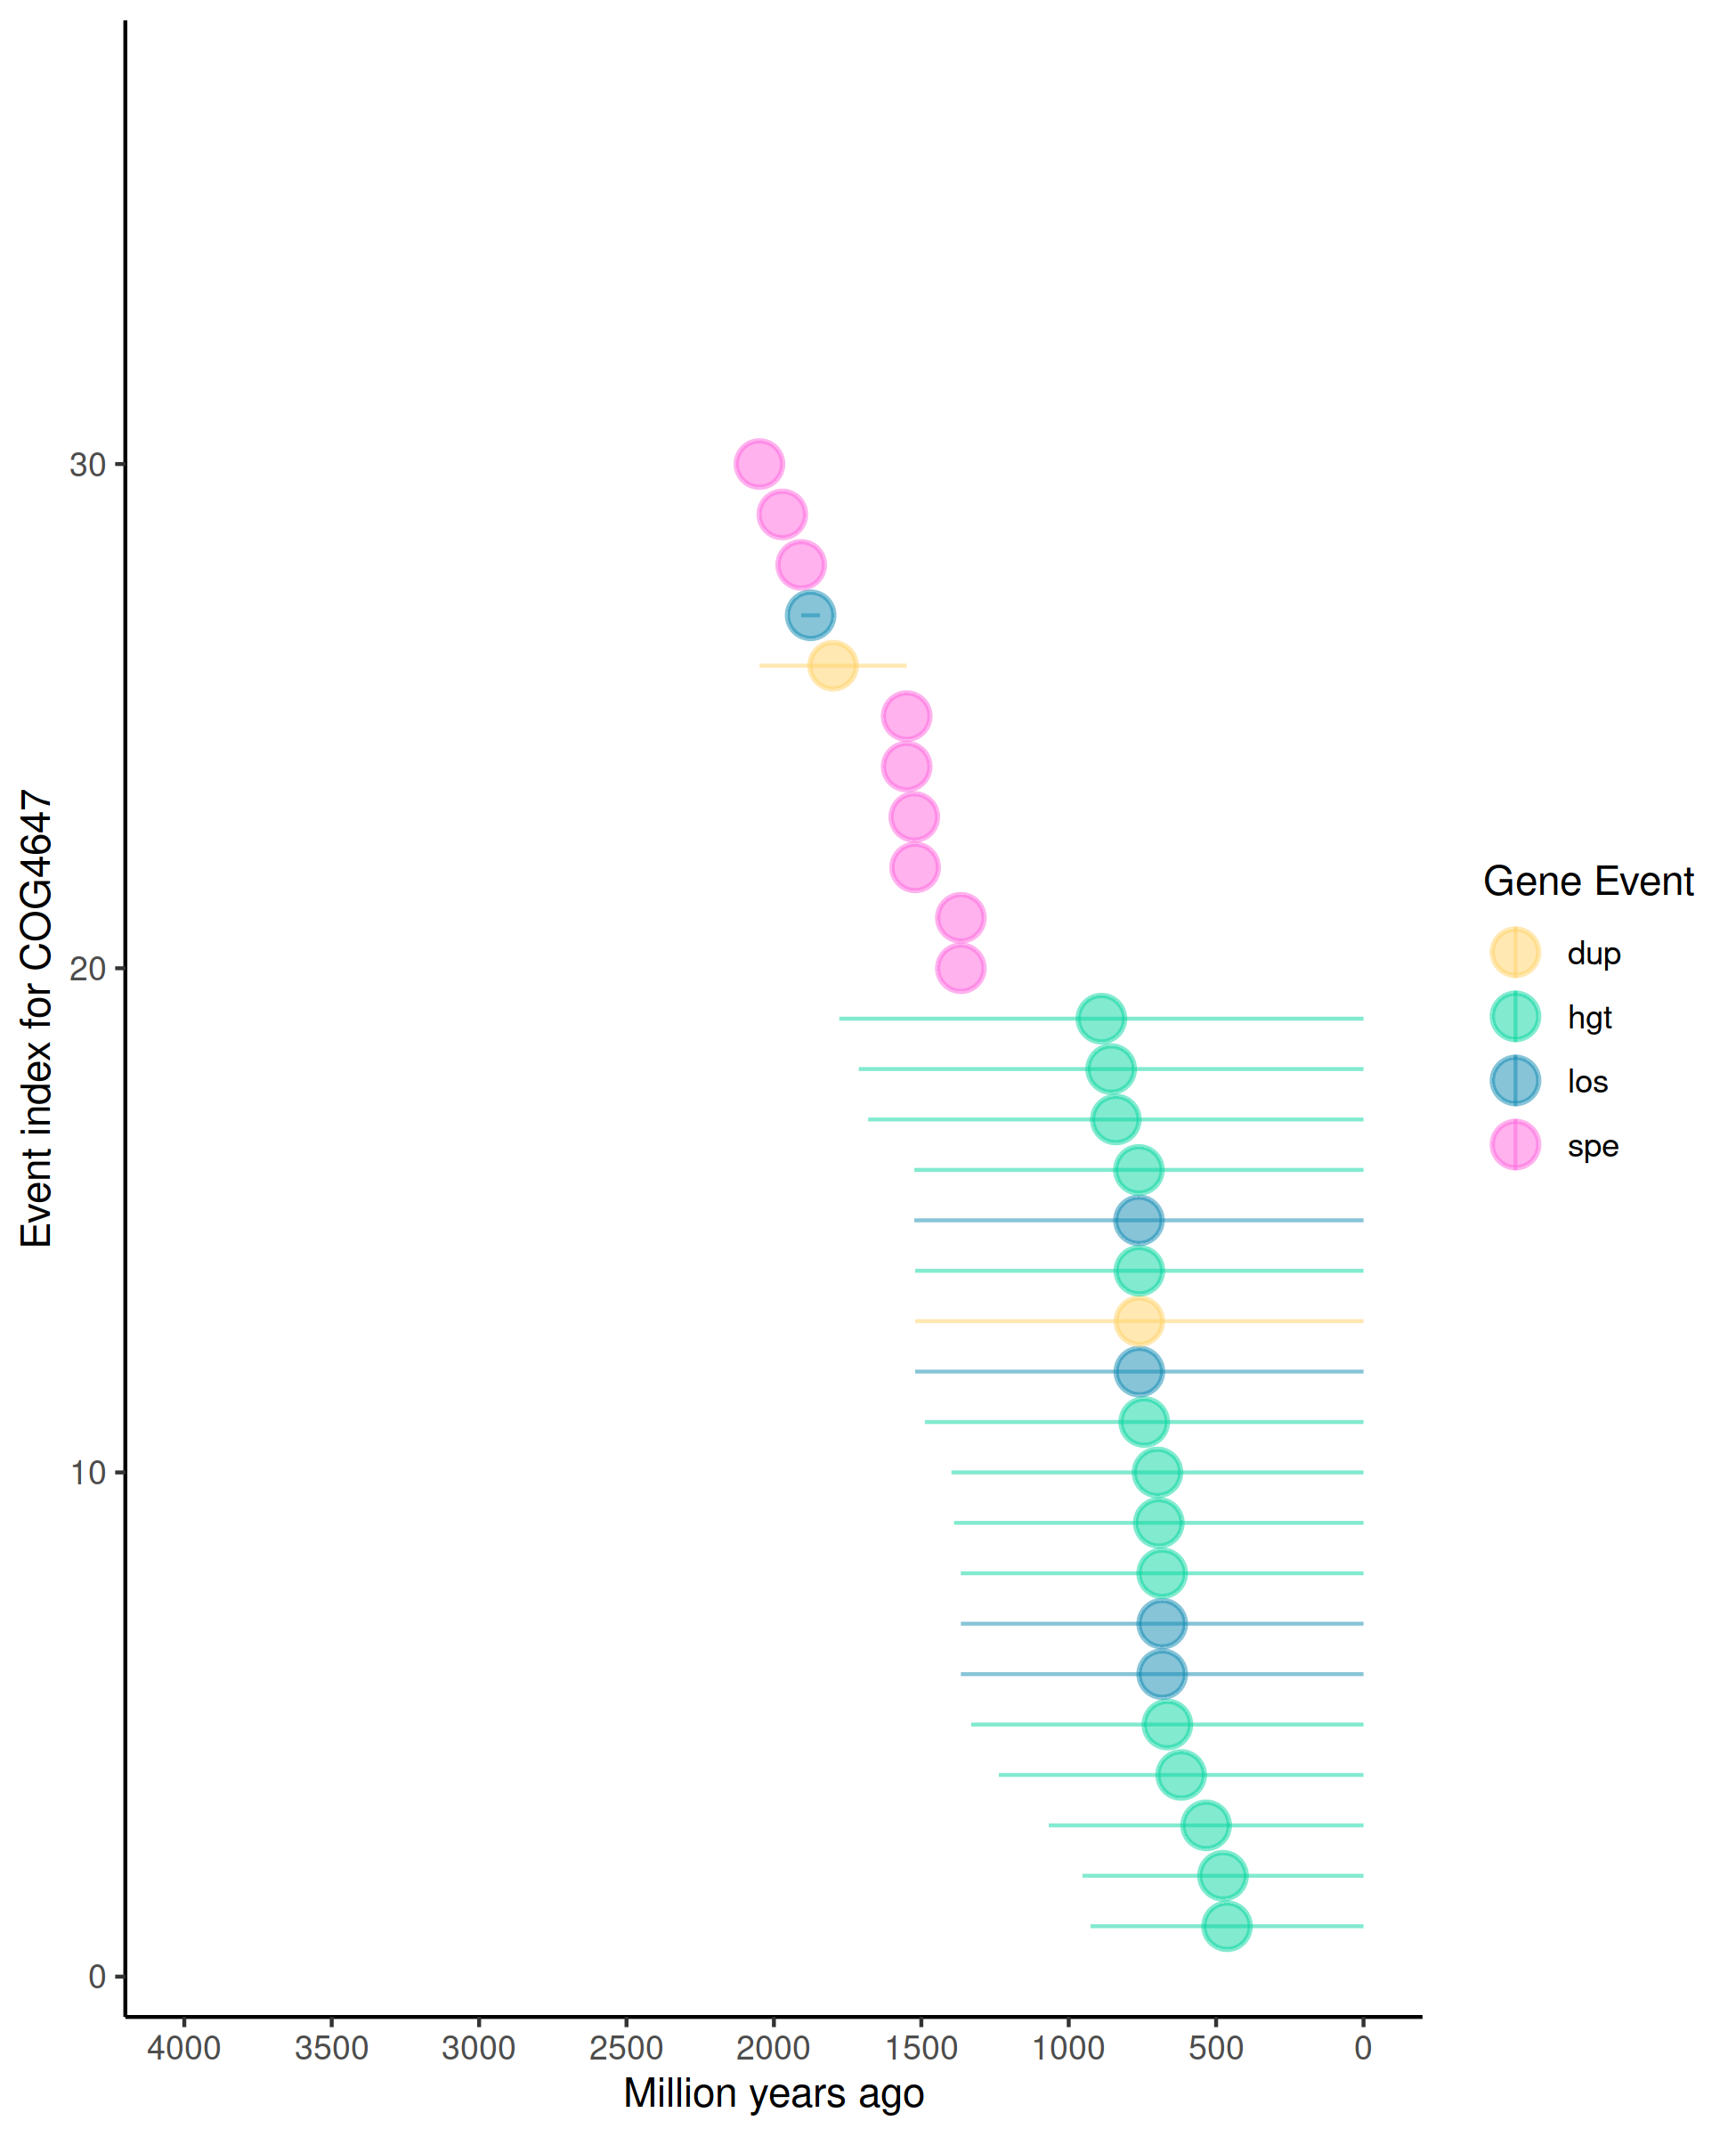 Event index for COG4647
30
20
10
0
4000 3500 3000 2500 2000 1500 1000 500 0
Million years ago
Gene Event
dup
hgt
los
spe